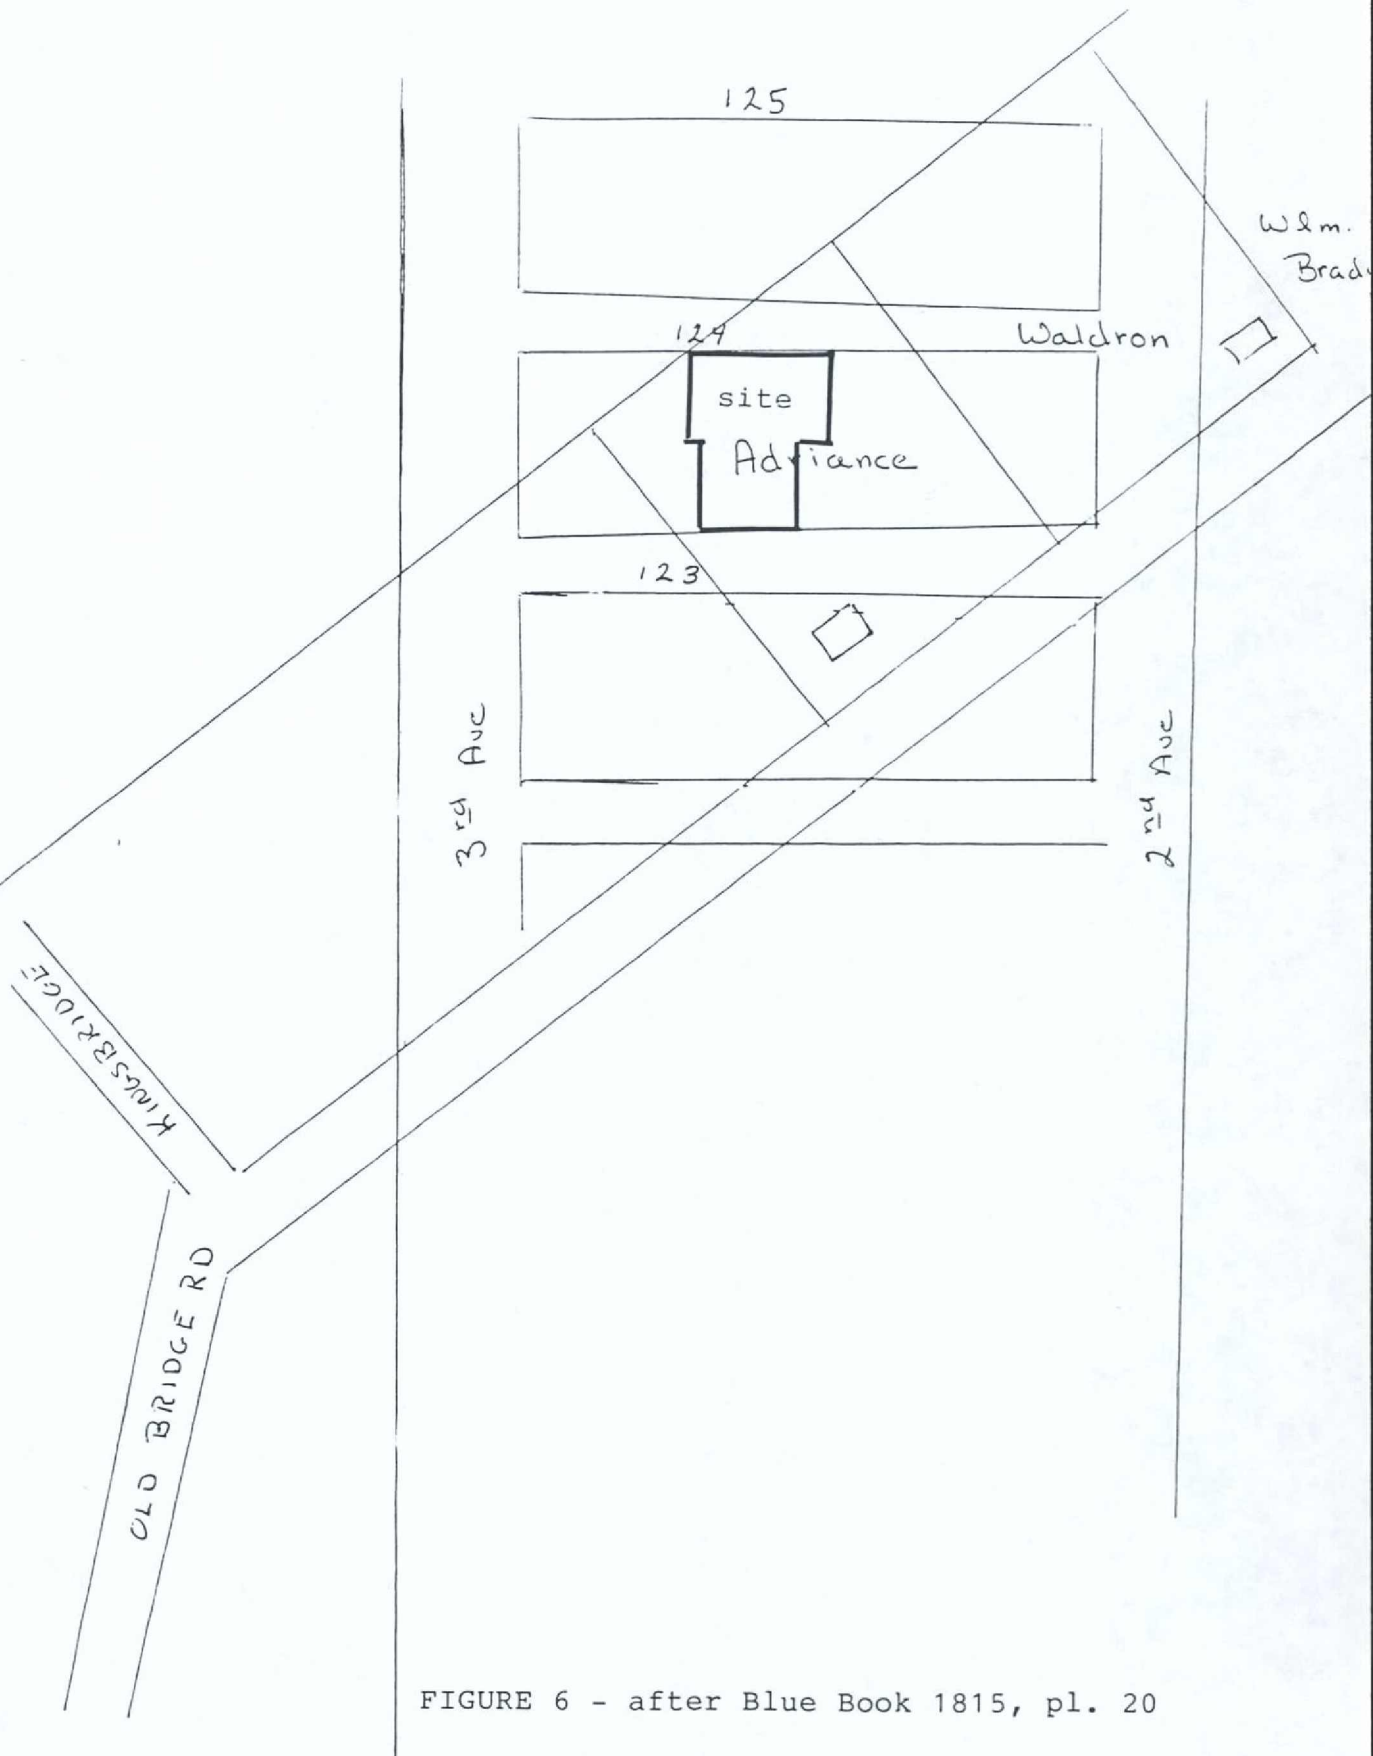 125
Wlm.
Brad
124
Waldron
site
Adriance
123
3rd Ave
2nd Ave
KINGSBRIDGE
OLD BRIDGE RD
FIGURE 6 - after Blue Book 1815, pl. 20